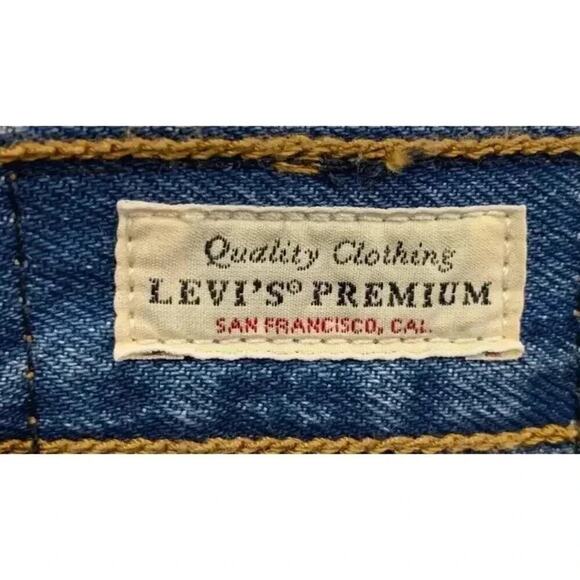 Quality Clothing
LEVI'S® PREMIUM
SAN FRANCISCO, CAL.